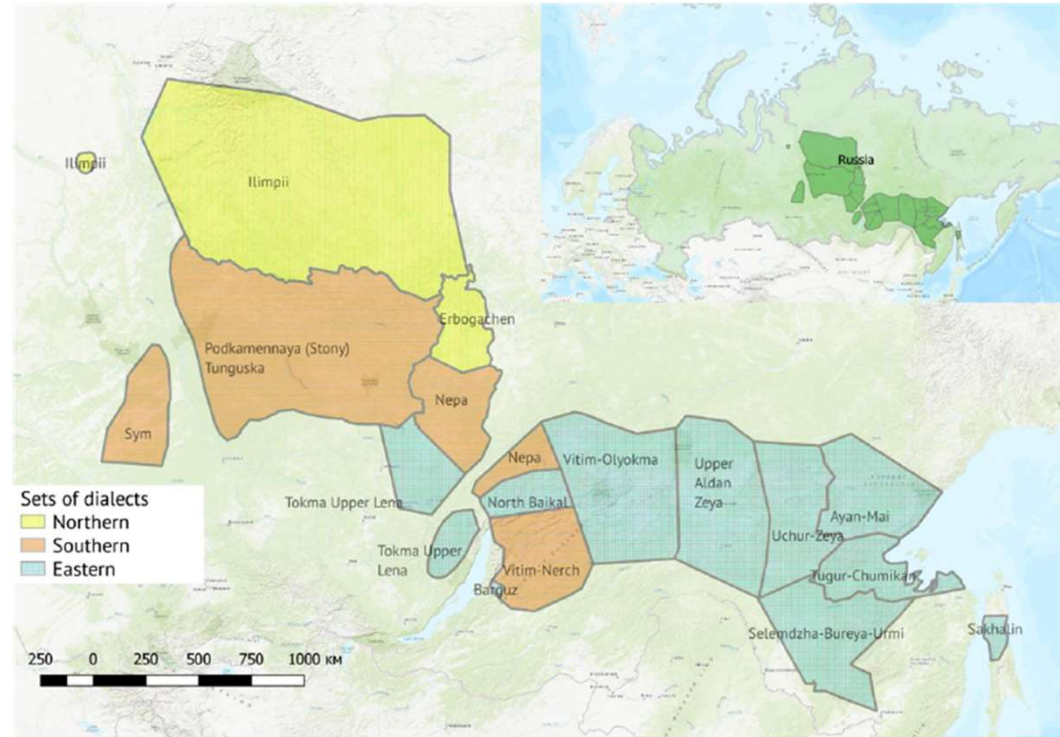 Russia
Ilimpii
Ilimpii
Erbogachen
Podkamennaya (Stony)
Tunguska
Nepa
Sym
Nepa
Vitim-Olyokma
Upper
Aldan
Zeya
Tokma Upper Lena
North Baikal
Ayan-Mai
Uchur-Zeya
Tokma Upper
Lena
Vitim-Nerch
Barguz
Tugur-Chumikan
Selemdzha-Bureya-Urmi
Sakhalin
Sets of dialects
Northern
Southern
Eastern
250 0 250 500 750 1000 км